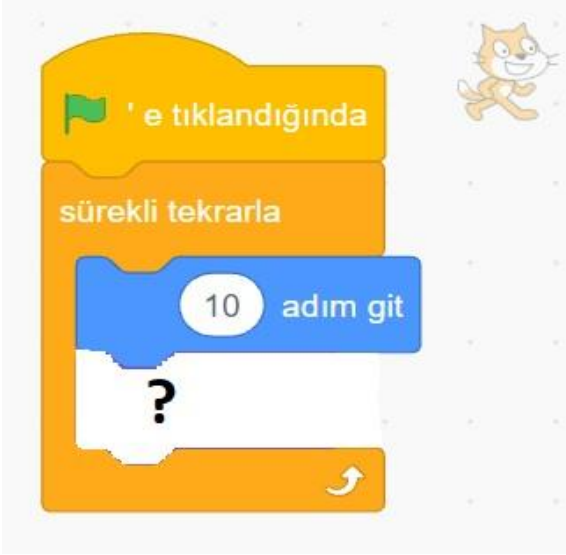 ' e tıklandığında
sürekli tekrarla
10 adım git
?